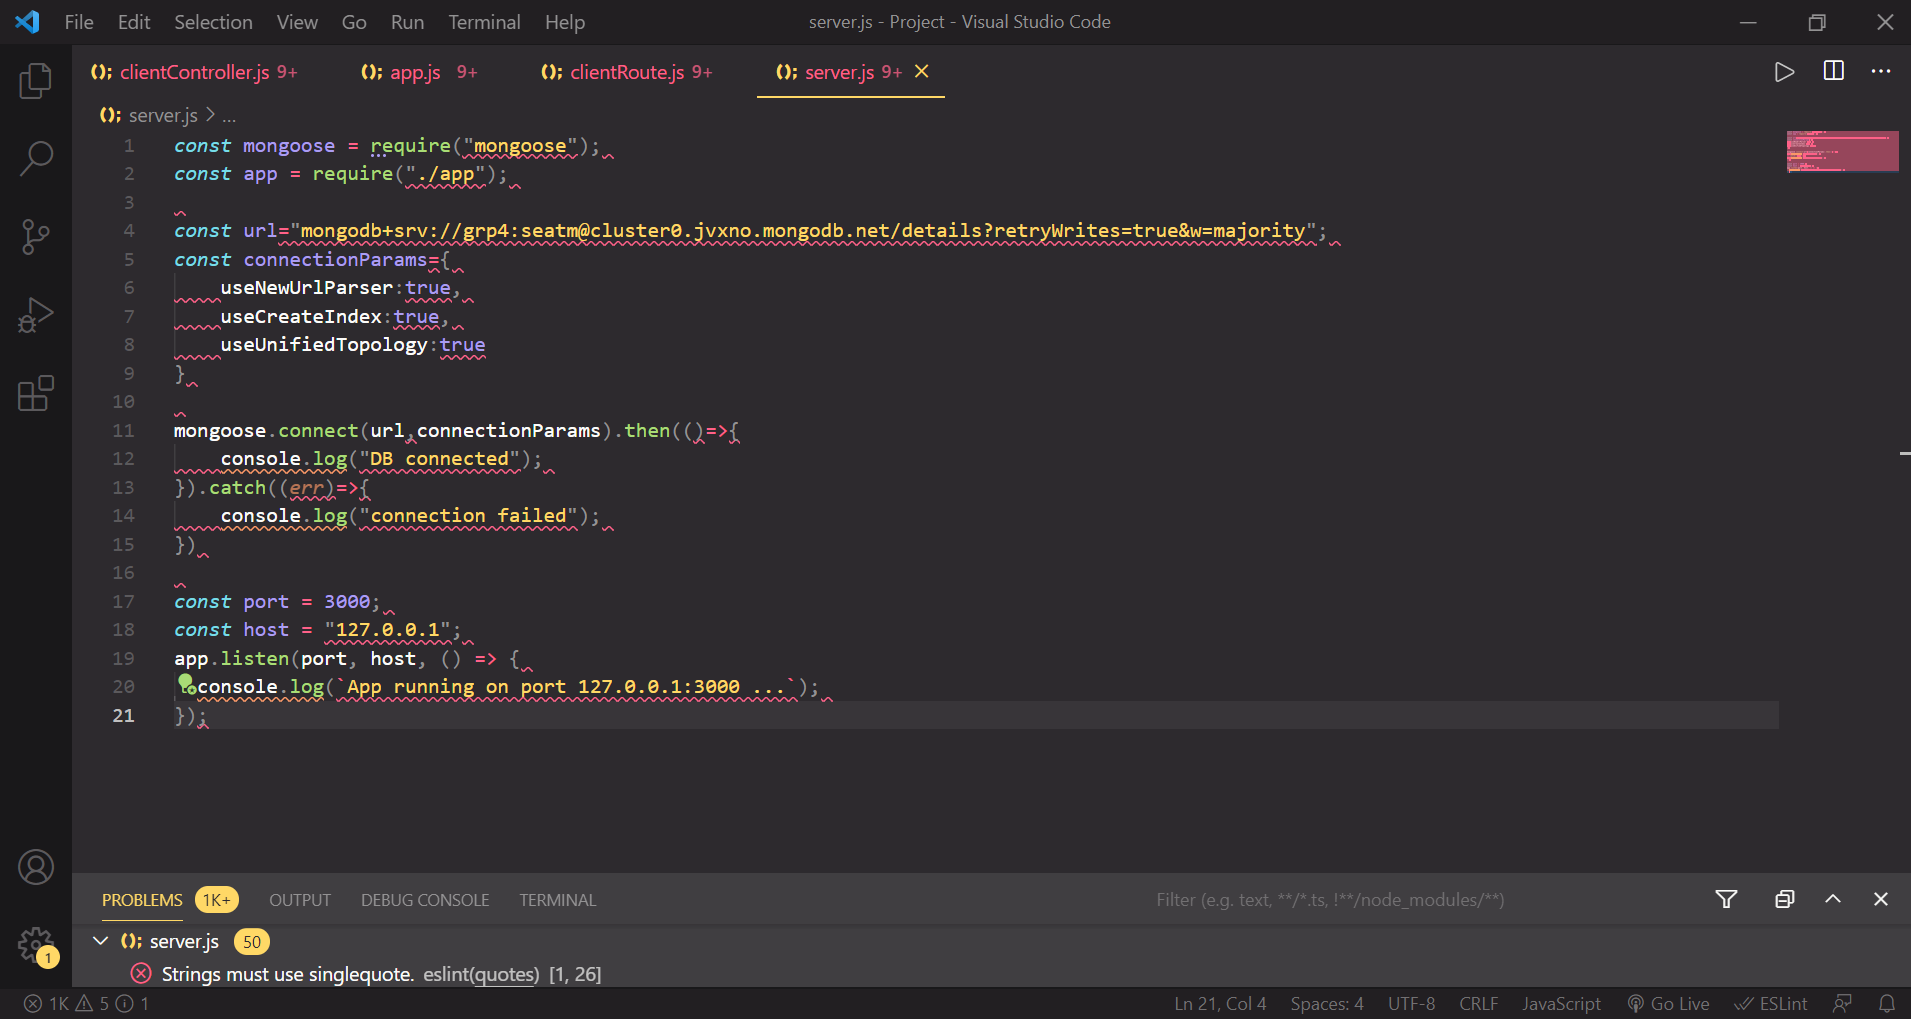 File Edit Selection View Go Run Terminal Help server.js - Project - Visual Studio Code
(); clientController.js 9+ (); app.js 9+ (); clientRoute.js 9+ (); server.js 9+
(); server.js > ...
1 const mongoose = require("mongoose");
2 const app = require("./app");
3
4 const url="mongodb+srv://grp4:seatm@cluster0.jvxno.mongodb.net/details?retryWrites=true&w=majority";
5 const connectionParams={
6 useNewUrlParser:true,
7 useCreateIndex:true,
8 useUnifiedTopology:true
9 }
10
11 mongoose.connect(url,connectionParams).then(()=>{
12 console.log("DB connected");
13 }).catch((err)=>{
14 console.log("connection failed");
15 })
16
17 const port = 3000;
18 const host = "127.0.0.1";
19 app.listen(port, host, () => {
20 console.log(`App running on port 127.0.0.1:3000 ...`);
21 });
PROBLEMS 1K+ OUTPUT DEBUG CONSOLE TERMINAL Filter (e.g. text, **/*.ts, !**/node_modules/**)
(); server.js 50
Strings must use singlequote. eslint(quotes) [1, 26]
1
1K 5 1 Ln 21, Col 4 Spaces: 4 UTF-8 CRLF JavaScript Go Live ESLint